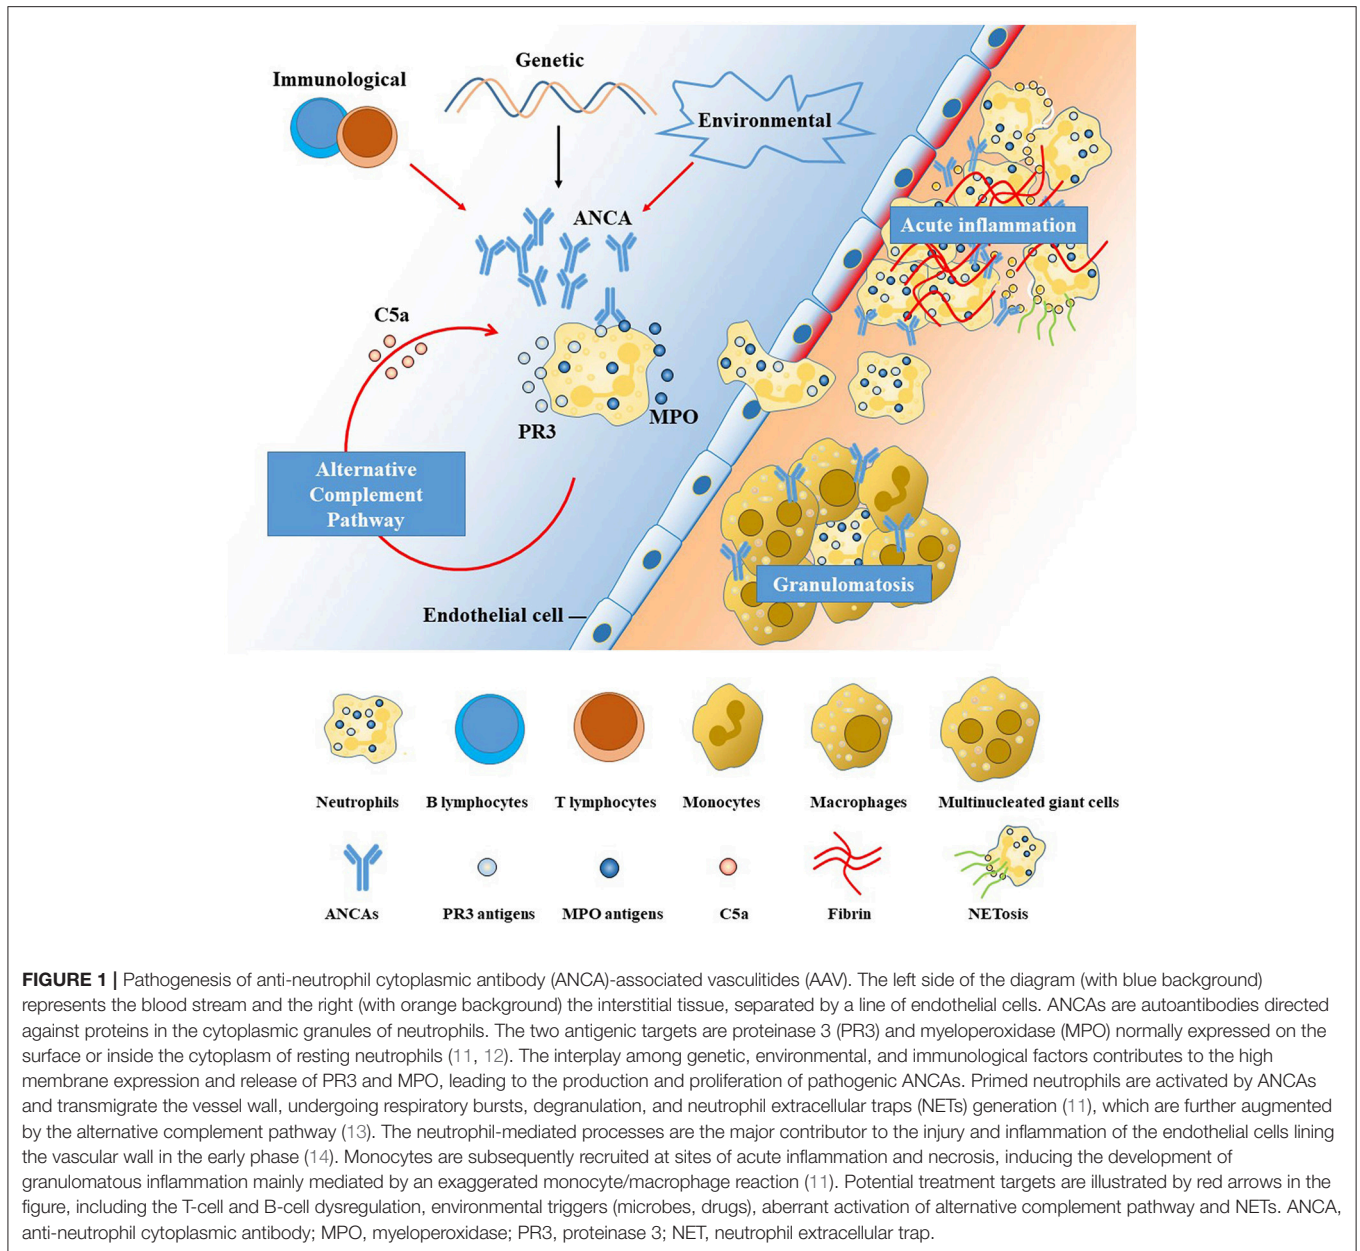 Genetic
Immunological
Environmental
ANCA
Acute inflammation
C5a
PR3
MPO
Alternative
Complement
Pathway
Granulomatosis
Endothelial cell
Neutrophils B lymphocytes T lymphocytes Monocytes Macrophages Multinucleated giant cells
ANCAs PR3 antigens MPO antigens C5a Fibrin NETosis
FIGURE 1 | Pathogenesis of anti-neutrophil cytoplasmic antibody (ANCA)-associated vasculitides (AAV). The left side of the diagram (with blue background)
represents the blood stream and the right (with orange background) the interstitial tissue, separated by a line of endothelial cells. ANCAs are autoantibodies directed
against proteins in the cytoplasmic granules of neutrophils. The two antigenic targets are proteinase 3 (PR3) and myeloperoxidase (MPO) normally expressed on the
surface or inside the cytoplasm of resting neutrophils (11, 12). The interplay among genetic, environmental, and immunological factors contributes to the high
membrane expression and release of PR3 and MPO, leading to the production and proliferation of pathogenic ANCAs. Primed neutrophils are activated by ANCAs
and transmigrate the vessel wall, undergoing respiratory bursts, degranulation, and neutrophil extracellular traps (NETs) generation (11), which are further augmented
by the alternative complement pathway (13). The neutrophil-mediated processes are the major contributor to the injury and inflammation of the endothelial cells lining
the vascular wall in the early phase (14). Monocytes are subsequently recruited at sites of acute inflammation and necrosis, inducing the development of
granulomatous inflammation mainly mediated by an exaggerated monocyte/macrophage reaction (11). Potential treatment targets are illustrated by red arrows in the
figure, including the T-cell and B-cell dysregulation, environmental triggers (microbes, drugs), aberrant activation of alternative complement pathway and NETs. ANCA,
anti-neutrophil cytoplasmic antibody; MPO, myeloperoxidase; PR3, proteinase 3; NET, neutrophil extracellular trap.